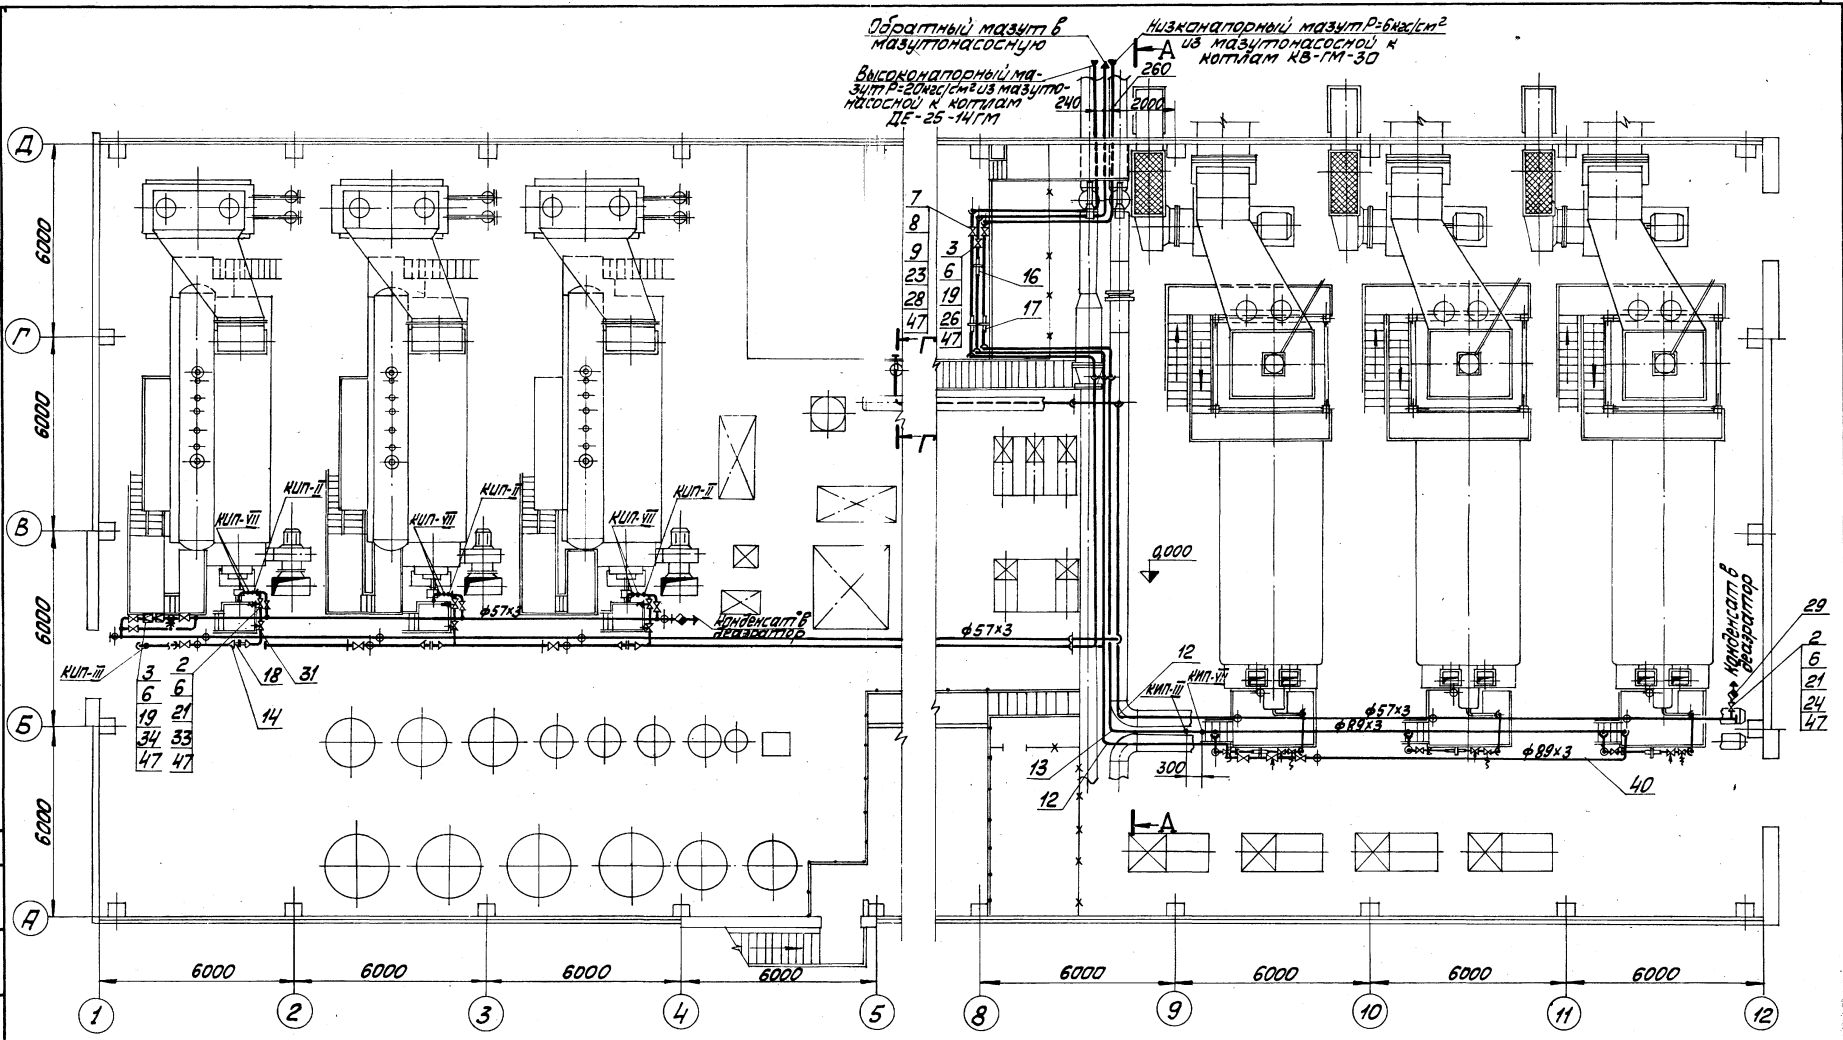 Обратный мазут в
мазутонасосную
Низконапорный мазут P=6кгс/см²
из мазутонасосной к
котлам КВ-ГМ-30
Высоконапорный ма-
зут P=20кгс/см² из мазуто-
насосной к котлам
ДЕ-25-14ГМ
А
260
240
2000
Д
Г
В
Б
А
6000
6000
6000
6000
7
8
9
23
28
47
3
6
19
26
47
16
17
Г
Г
КИП-VII
КИП-II
КИП-VII
КИП-II
КИП-VII
КИП-II
0,000
ф57×3
Конденсат в
деаэратор
ф57×3
КИП-III
3
6
19
34
47
2
6
21
33
47
18
31
14
12
КИП-III
КИП-VII
ф57×3
ф89×3
ф89×3
13
12
300
40
Конденсат в
деаэратор
29
2
6
21
24
47
А
6000
6000
6000
6000
6000
6000
6000
6000
1
2
3
4
5
8
9
10
11
12